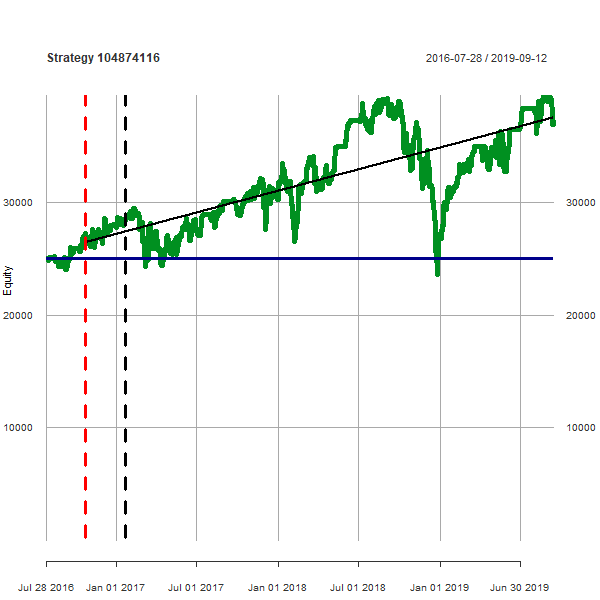 Strategy 104874116
2016-07-28 / 2019-09-12
Equity
30000 30000
20000 20000
10000 10000
Jul 28 2016 Jan 01 2017 Jul 01 2017 Jan 01 2018 Jul 01 2018 Jan 01 2019 Jun 30 2019